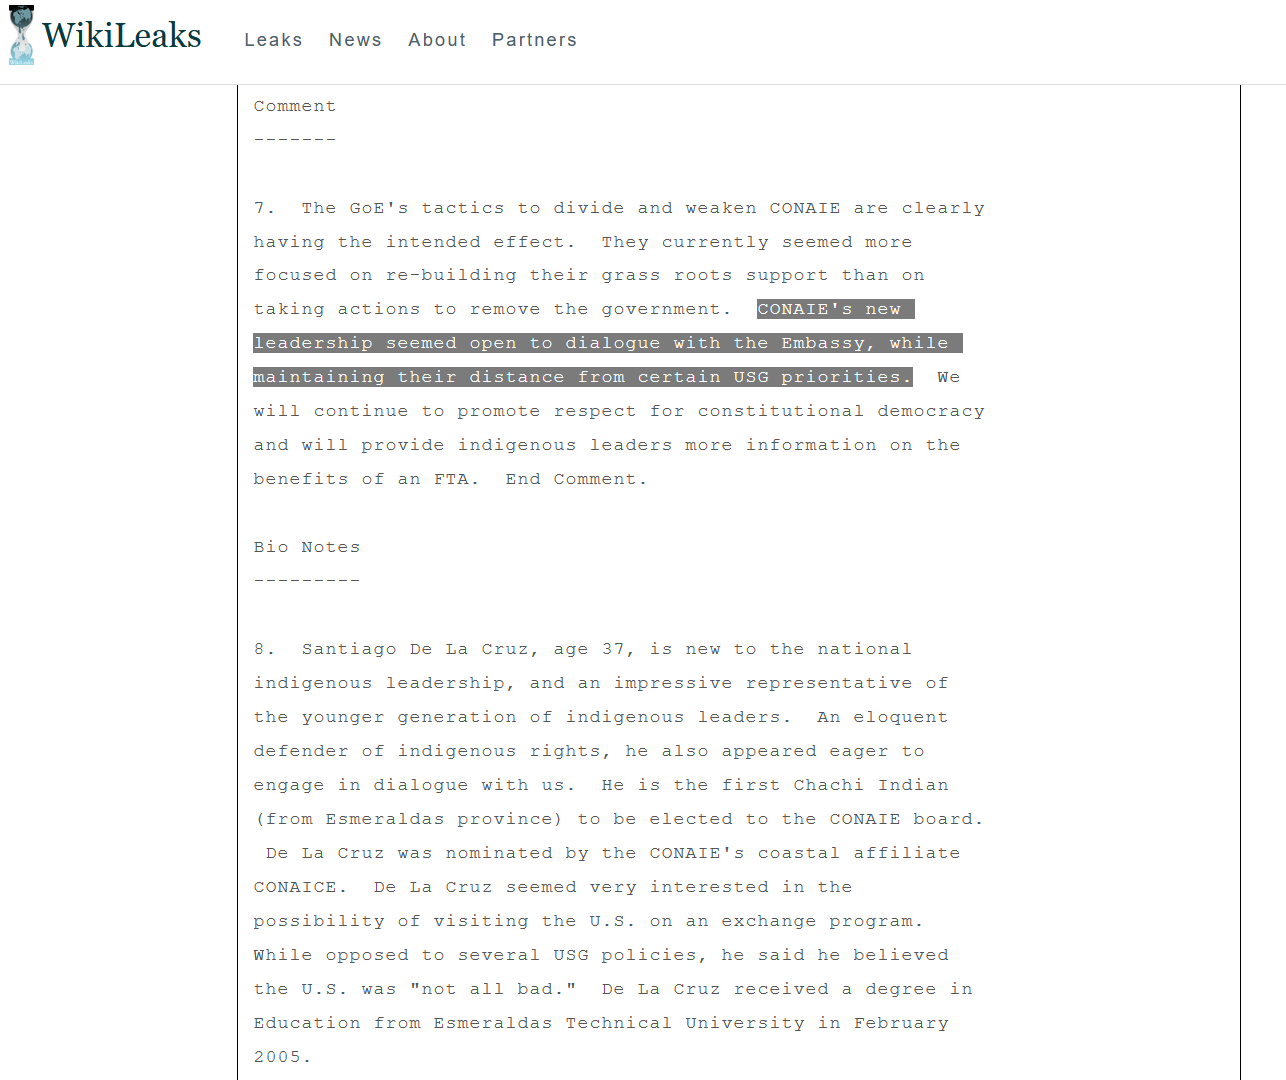 WikiLeaks
Leaks News About Partners
Comment
-------
7.  The GoE's tactics to divide and weaken CONAIE are clearly
having the intended effect.  They currently seemed more
focused on re-building their grass roots support than on
taking actions to remove the government.  CONAIE's new
leadership seemed open to dialogue with the Embassy, while
maintaining their distance from certain USG priorities.  We
will continue to promote respect for constitutional democracy
and will provide indigenous leaders more information on the
benefits of an FTA.  End Comment.
Bio Notes
---------
8.  Santiago De La Cruz, age 37, is new to the national
indigenous leadership, and an impressive representative of
the younger generation of indigenous leaders.  An eloquent
defender of indigenous rights, he also appeared eager to
engage in dialogue with us.  He is the first Chachi Indian
(from Esmeraldas province) to be elected to the CONAIE board.
De La Cruz was nominated by the CONAIE's coastal affiliate
CONAICE.  De La Cruz seemed very interested in the
possibility of visiting the U.S. on an exchange program.
While opposed to several USG policies, he said he believed
the U.S. was "not all bad."  De La Cruz received a degree in
Education from Esmeraldas Technical University in February
2005.